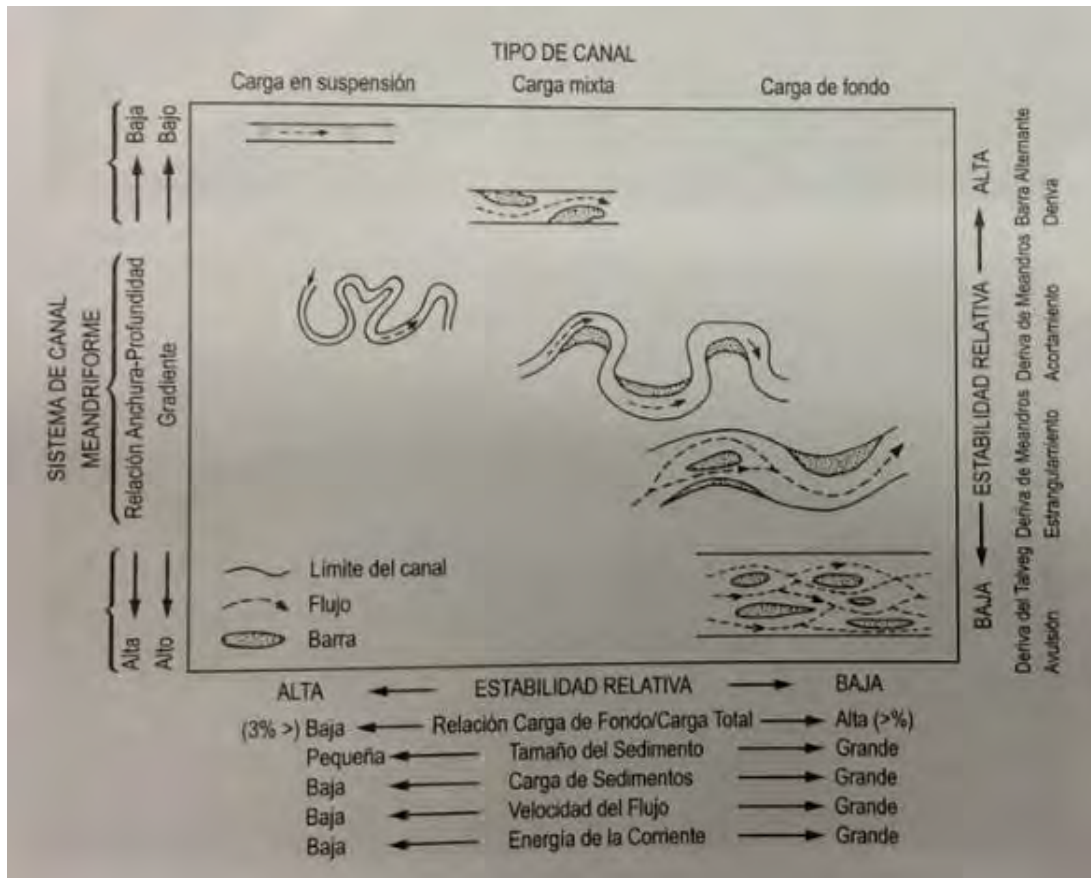 TIPO DE CANAL
Carga en suspensión Carga mixta Carga de fondo
Baja
Bajo
SISTEMA DE CANAL
MEANDRIFORME
Relación Anchura-Profundidad
Gradiente
Alta
Alto
Límite del canal
Flujo
Barra
ALTA
ESTABILIDAD RELATIVA
BAJA
Deriva del Talveg Deriva de Meandros Deriva de Meandros Barra Alternante
Avulsión Estrangulamiento Acortamiento Deriva
ALTA ESTABILIDAD RELATIVA BAJA
(3% >) Baja Relación Carga de Fondo/Carga Total Alta (>%)
Pequeña Tamaño del Sedimento Grande
Baja Carga de Sedimentos Grande
Baja Velocidad del Flujo Grande
Baja Energía de la Corriente Grande